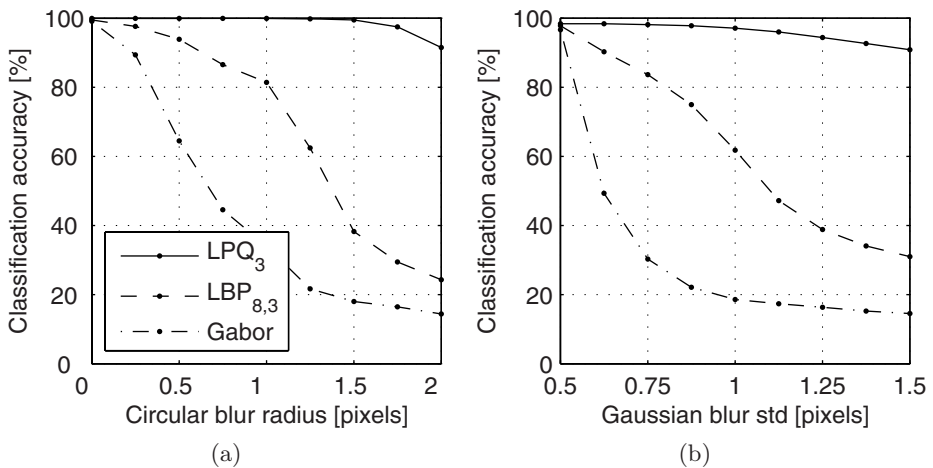 100
80
60
40
20
0
Classification accuracy [%]
LPQ3
LBP8,3
Gabor
0 0.5 1 1.5 2
Circular blur radius [pixels]
(a)
100
80
60
40
20
0
Classification accuracy [%]
0.5 0.75 1 1.25 1.5
Gaussian blur std [pixels]
(b)